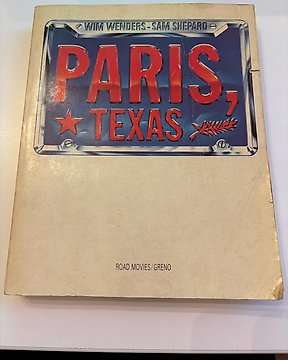 WIM WENDERS - SAM SHEPARD
PARIS,
TEXAS
ROAD MOVIES/GRENO